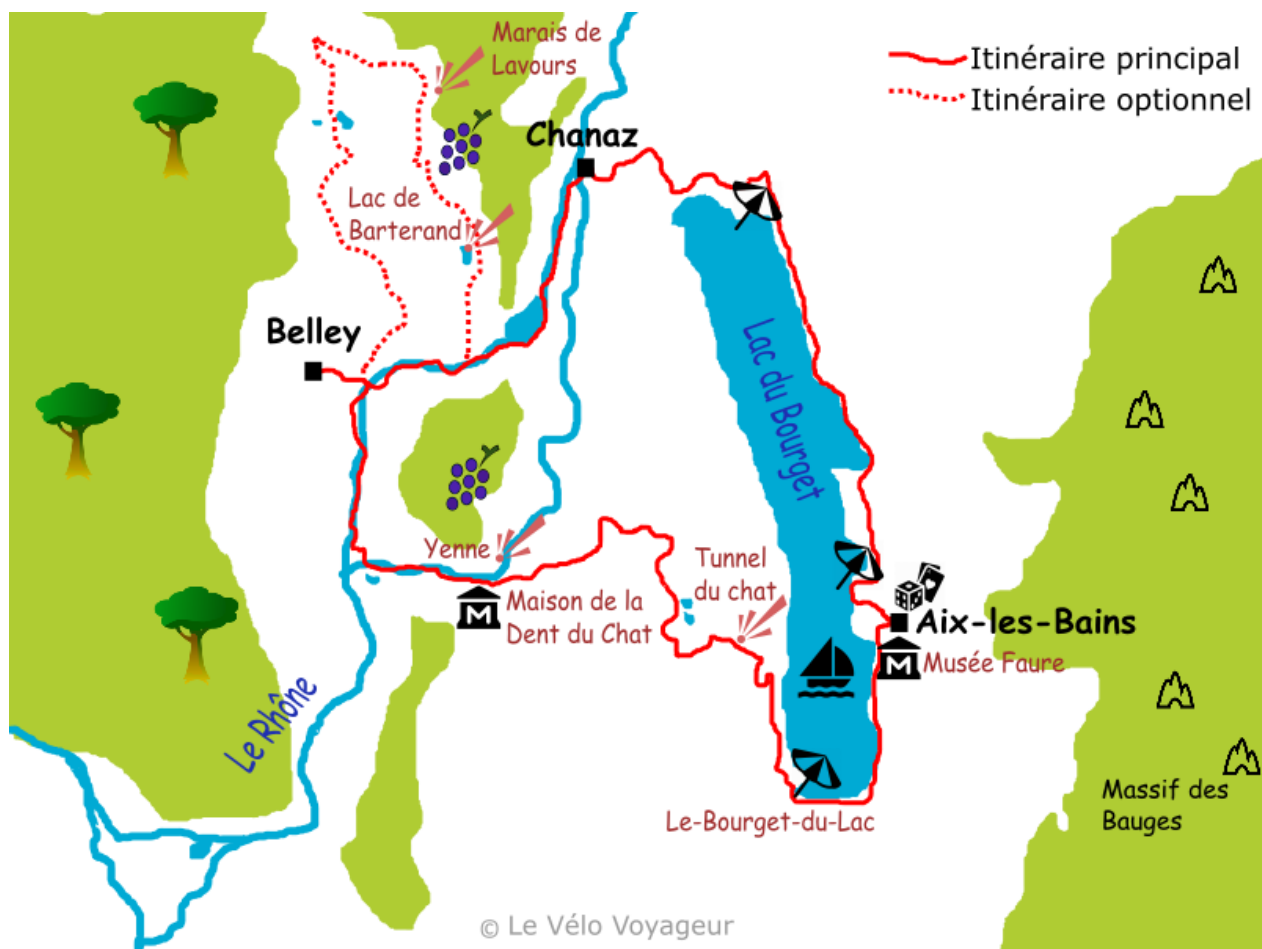 Marais de
Lavours
Itinéraire principal
Itinéraire optionnel
Chanaz
Lac de
Barterand
Belley
Lac du Bourget
Yenne
Tunnel
du chat
Maison de la
Dent du Chat
Aix-les-Bains
Musée Faure
Le Rhône
Massif des
Bauges
Le-Bourget-du-Lac
© Le Vélo Voyageur